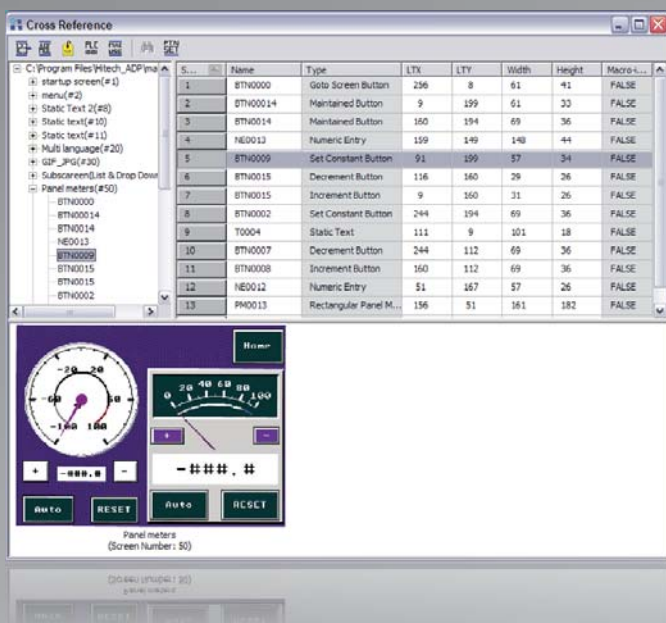 Cross Reference
PLC
PTN
SET
C:\Program Files\Hitech_ADP\ma
startup screen(#1)
menu(#2)
Static Text 2(#8)
Static text(#10)
Static text(#11)
Multi language(#20)
GIF_JPG(#30)
Subscreen(List & Drop Down
Panel meters(#50)
BTN0000
BTN00014
BTN0014
NE0013
BTN0009
BTN0015
BTN0015
BTN0002
S... Name Type LTX LTY Width Height Macro-i...
1 BTN0000 Goto Screen Button 256 8 61 41 FALSE
2 BTN00014 Maintained Button 9 199 61 33 FALSE
3 BTN0014 Maintained Button 160 194 69 36 FALSE
4 NE0013 Numeric Entry 159 149 148 44 FALSE
5 BTN0009 Set Constant Button 91 199 57 34 FALSE
6 BTN0015 Decrement Button 116 160 29 26 FALSE
7 BTN0015 Increment Button 9 160 31 26 FALSE
8 BTN0002 Set Constant Button 244 194 69 36 FALSE
9 T0004 Static Text 111 9 101 18 FALSE
10 BTN0007 Decrement Button 244 112 69 36 FALSE
11 BTN0008 Increment Button 160 112 69 36 FALSE
12 NE0012 Numeric Entry 51 167 57 26 FALSE
13 PM0013 Rectangular Panel M... 156 51 161 182 FALSE
Home
-20 20
-60 60
-100 100
0 20 40 60 80 100
+ -
-###.#
+ -###.# -
Auto RESET
Auto RESET
Panel meters
(Screen Number: 50)